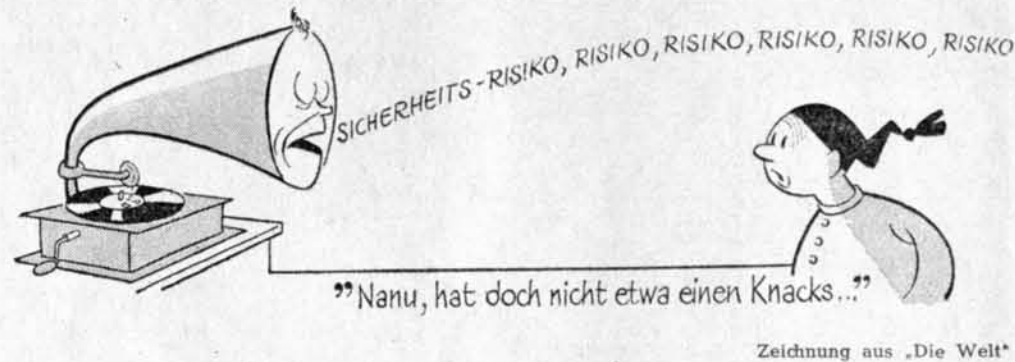 SICHERHEITS-RISIKO, RISIKO, RISIKO, RISIKO, RISIKO, RISIKO
"Nanu, hat doch nicht etwa einen Knacks..."
Zeichnung aus „Die Welt"